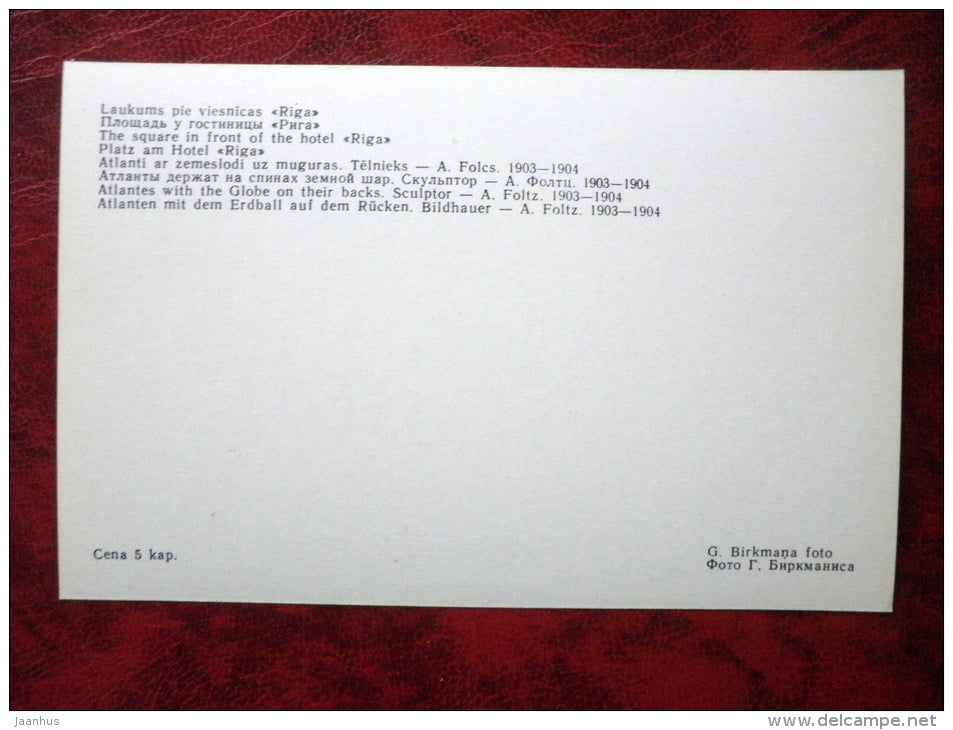 Laukums pie viesnīcas «Rīga»
Площадь у гостиницы «Рига»
The square in front of the hotel «Riga»
Platz am Hotel «Riga»
Atlanti ar zemeslodi uz muguras. Tēlnieks — A. Folcs. 1903—1904
Атланты держат на спинах земной шар. Скульптор — А. Фолтц. 1903—1904
Atlantes with the Globe on their backs. Sculptor — A. Foltz. 1903—1904
Atlanten mit dem Erdball auf dem Rücken. Bildhauer — A. Foltz. 1903—1904
Cena 5 kap.
G. Birkmaņa foto
Фото Г. Биркманиса
jaanhus
www.delcampe.net